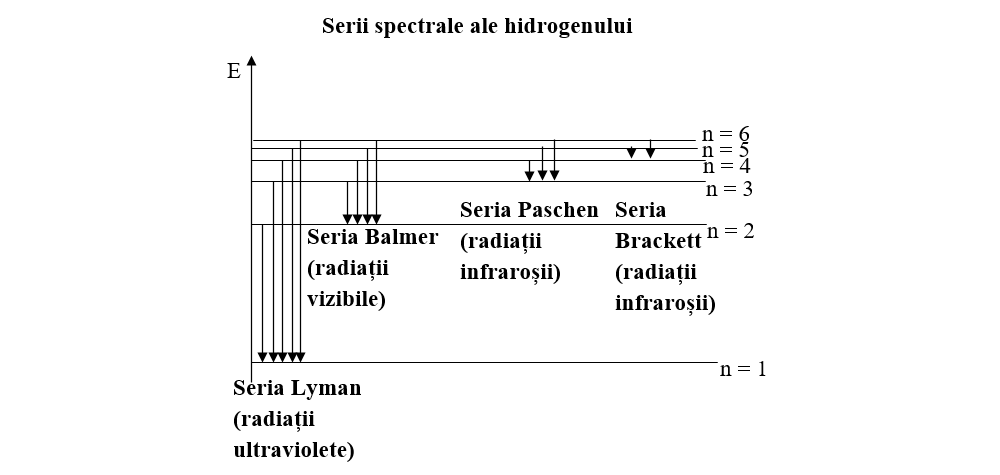 Serii spectrale ale hidrogenului
E
n = 6
n = 5
n = 4
n = 3
Seria Paschen
(radiații
infraroșii)
Seria
Brackett
(radiații
infraroșii)
n = 2
Seria Balmer
(radiații
vizibile)
n = 1
Seria Lyman
(radiații
ultraviolete)